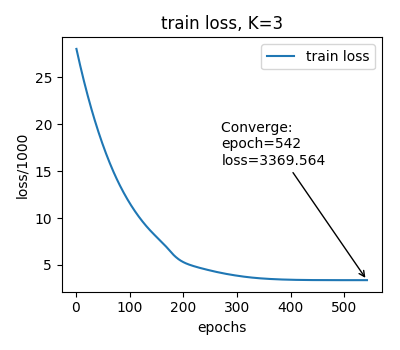 train loss, K=3
train loss
Converge:
epoch=542
loss=3369.564
loss/1000
25
20
15
10
5
0 100 200 300 400 500
epochs